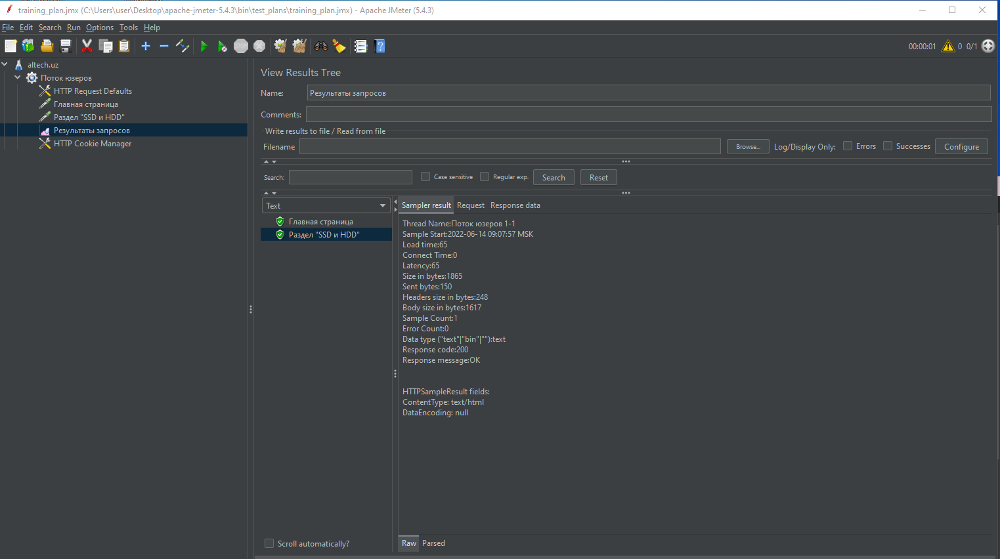 training_plan.jmx (C:\Users\user\Desktop\apache-jmeter-5.4.3\bin\test_plans\training_plan.jmx) - Apache JMeter (5.4.3)
File Edit Search Run Options Tools Help
STOP
00:00:01 0 0/1
altech.uz
Поток юзеров
HTTP Request Defaults
Главная страница
Раздел "SSD и HDD"
Результаты запросов
HTTP Cookie Manager
View Results Tree
Name: Результаты запросов
Comments:
Write results to file / Read from file
Filename Browse... Log/Display Only: Errors Successes Configure
Search: Case sensitive Regular exp. Search Reset
Text
Главная страница
Раздел "SSD и HDD"
Scroll automatically?
Sampler result Request Response data
Thread Name:Поток юзеров 1-1
Sample Start:2022-06-14 09:07:57 MSK
Load time:65
Connect Time:0
Latency:65
Size in bytes:1865
Sent bytes:150
Headers size in bytes:248
Body size in bytes:1617
Sample Count:1
Error Count:0
Data type ("text"|"bin"|""):text
Response code:200
Response message:OK
HTTPSampleResult fields:
ContentType: text/html
DataEncoding: null
Raw Parsed